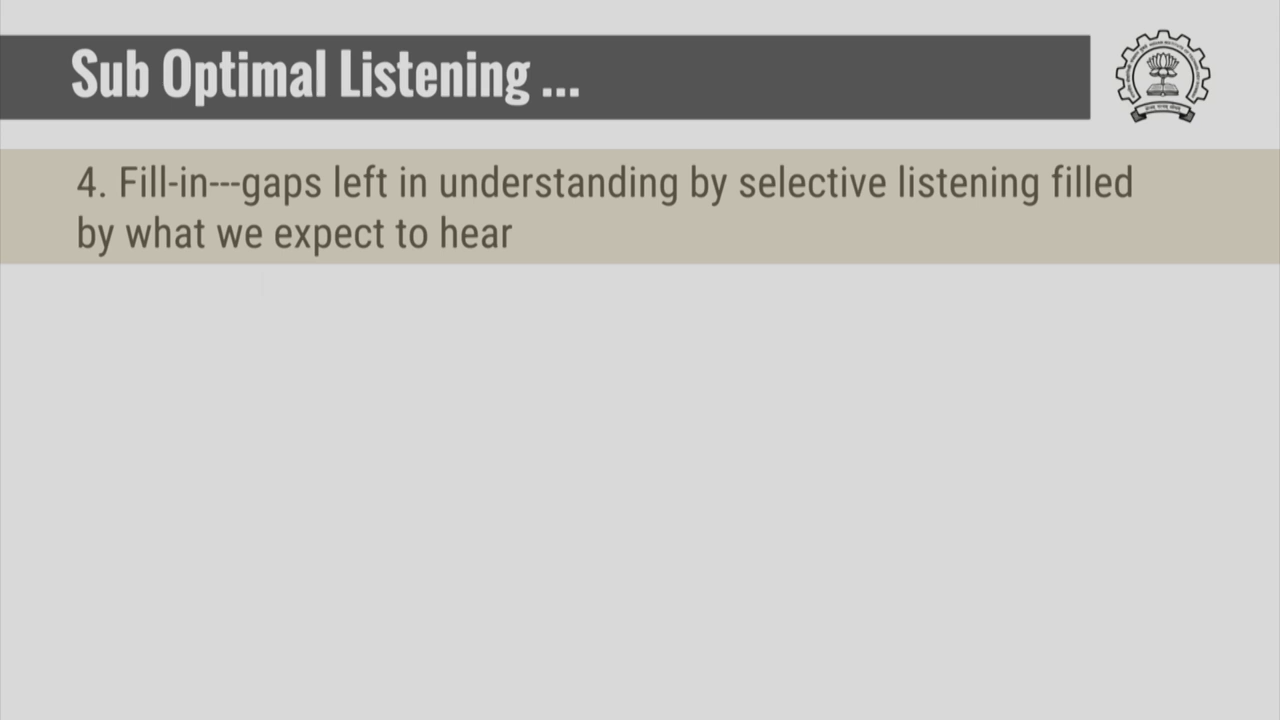 Sub Optimal Listening ...
4. Fill-in---gaps left in understanding by selective listening filled
by what we expect to hear